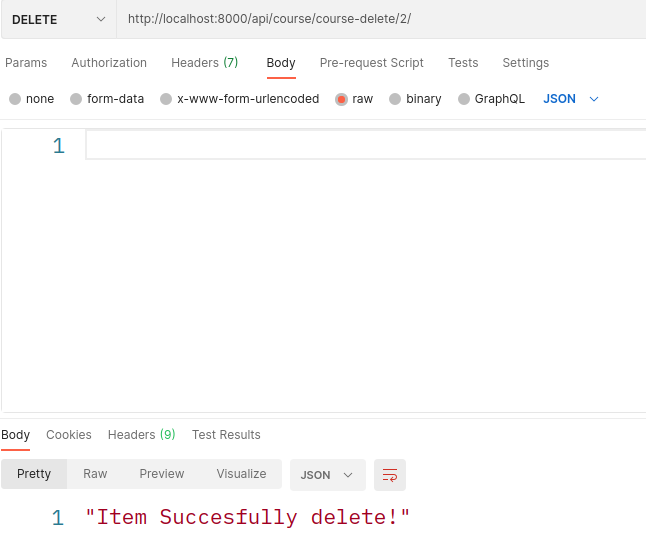 DELETE http://localhost:8000/api/course/course-delete/2/
Params Authorization Headers (7) Body Pre-request Script Tests Settings
none form-data x-www-form-urlencoded raw binary GraphQL JSON
1
Body Cookies Headers (9) Test Results
Pretty Raw Preview Visualize JSON
1 "Item Succesfully delete!"